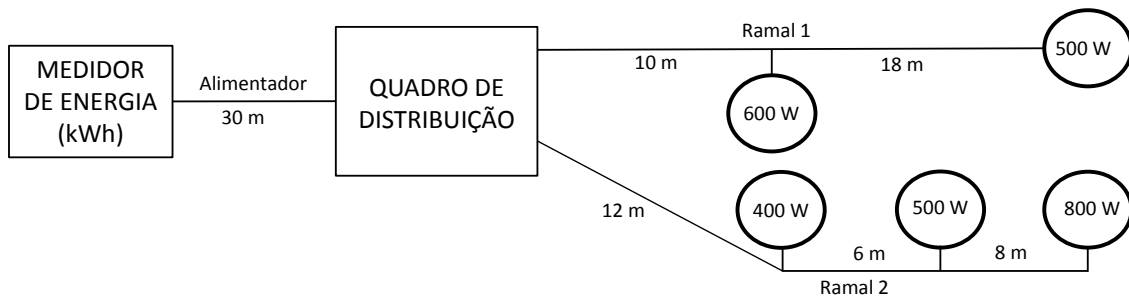 MEDIDOR
DE ENERGIA
(kWh)
Alimentador
30 m
QUADRO DE
DISTRIBUIÇÃO
Ramal 1
10 m
18 m
500 W
600 W
12 m
400 W
500 W
800 W
6 m
8 m
Ramal 2